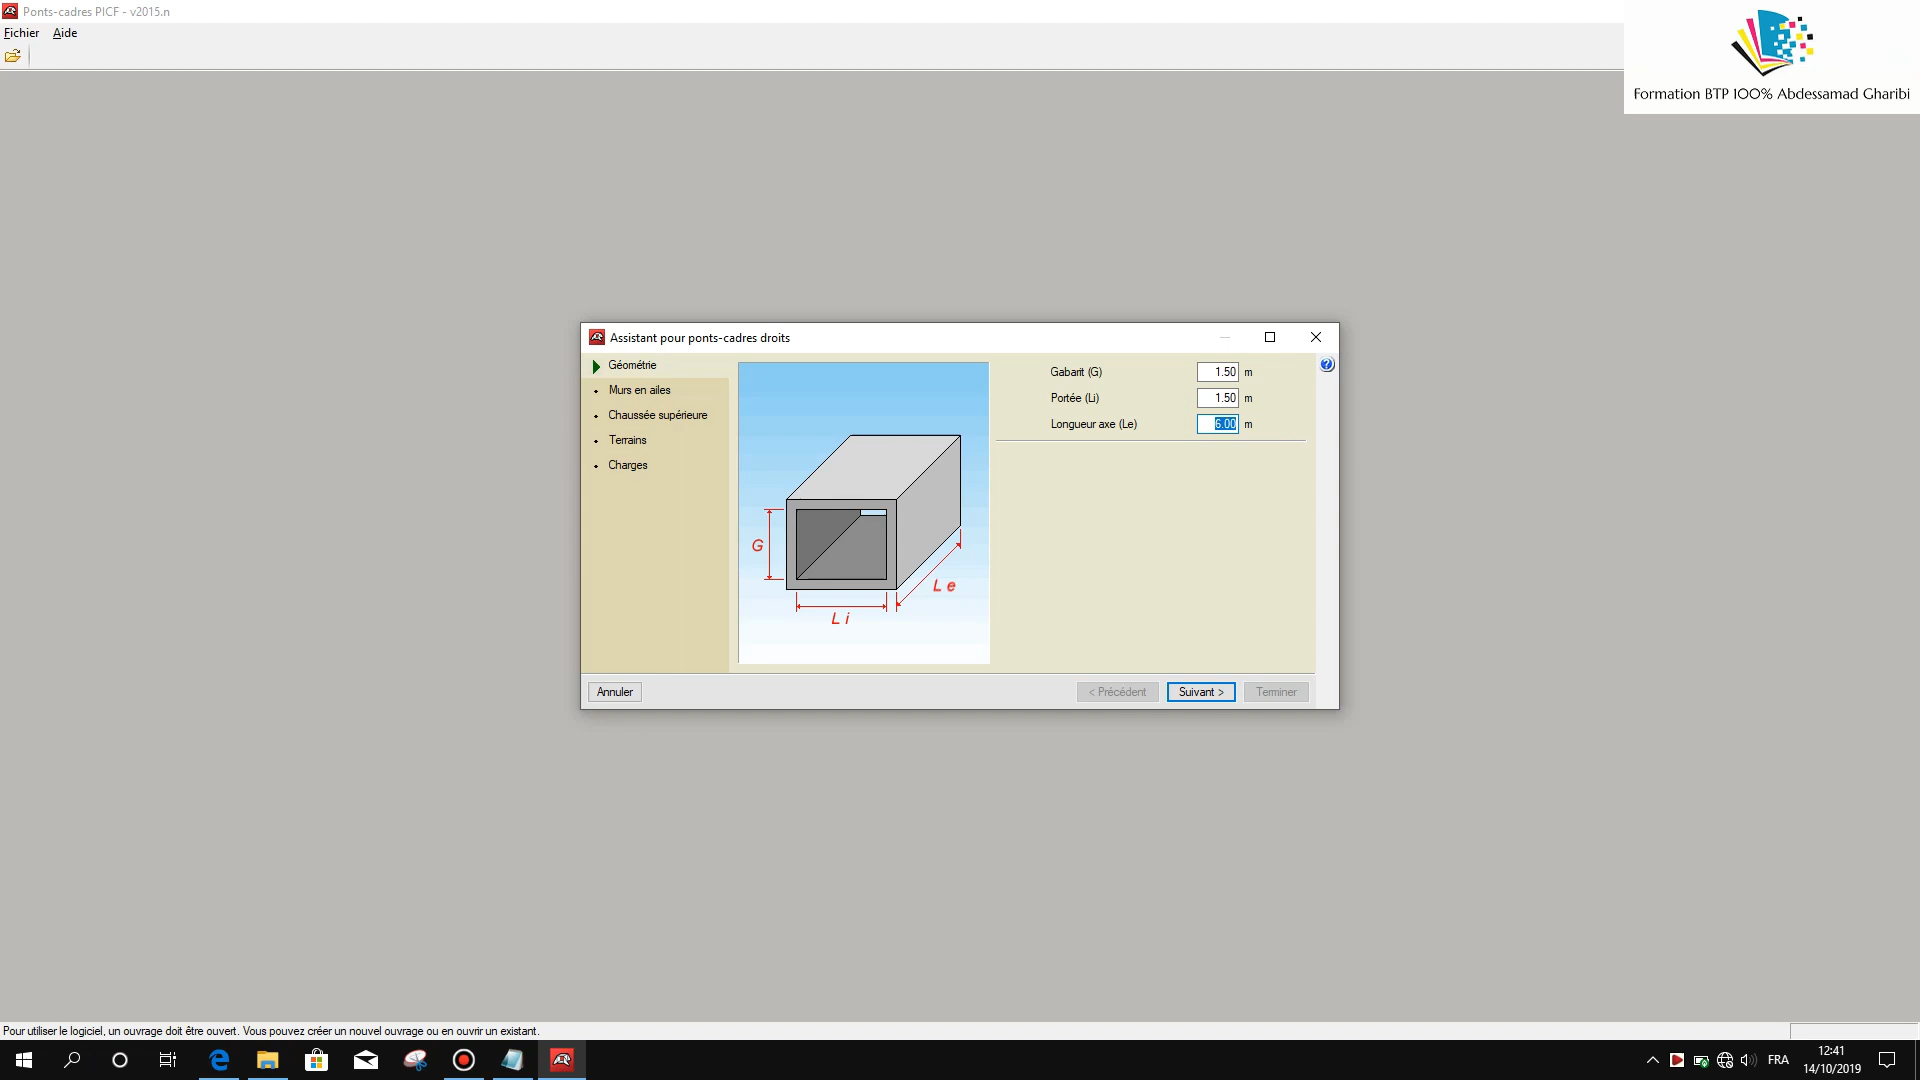 Ponts-cadres PICF - v2015.n
Fichier Aide
Formation BTP 100% Abdessamad Gharibi
Assistant pour ponts-cadres droits
Géométrie
Murs en ailes
Chaussée supérieure
Terrains
Charges
G
L i
L e
Gabarit (G) 1.50 m
Portée (Li) 1.50 m
Longueur axe (Le) 6.00 m
Annuler
< Précédent
Suivant >
Terminer
Pour utiliser le logiciel, un ouvrage doit être ouvert. Vous pouvez créer un nouvel ouvrage ou en ouvrir un existant.
FRA
12:41
14/10/2019